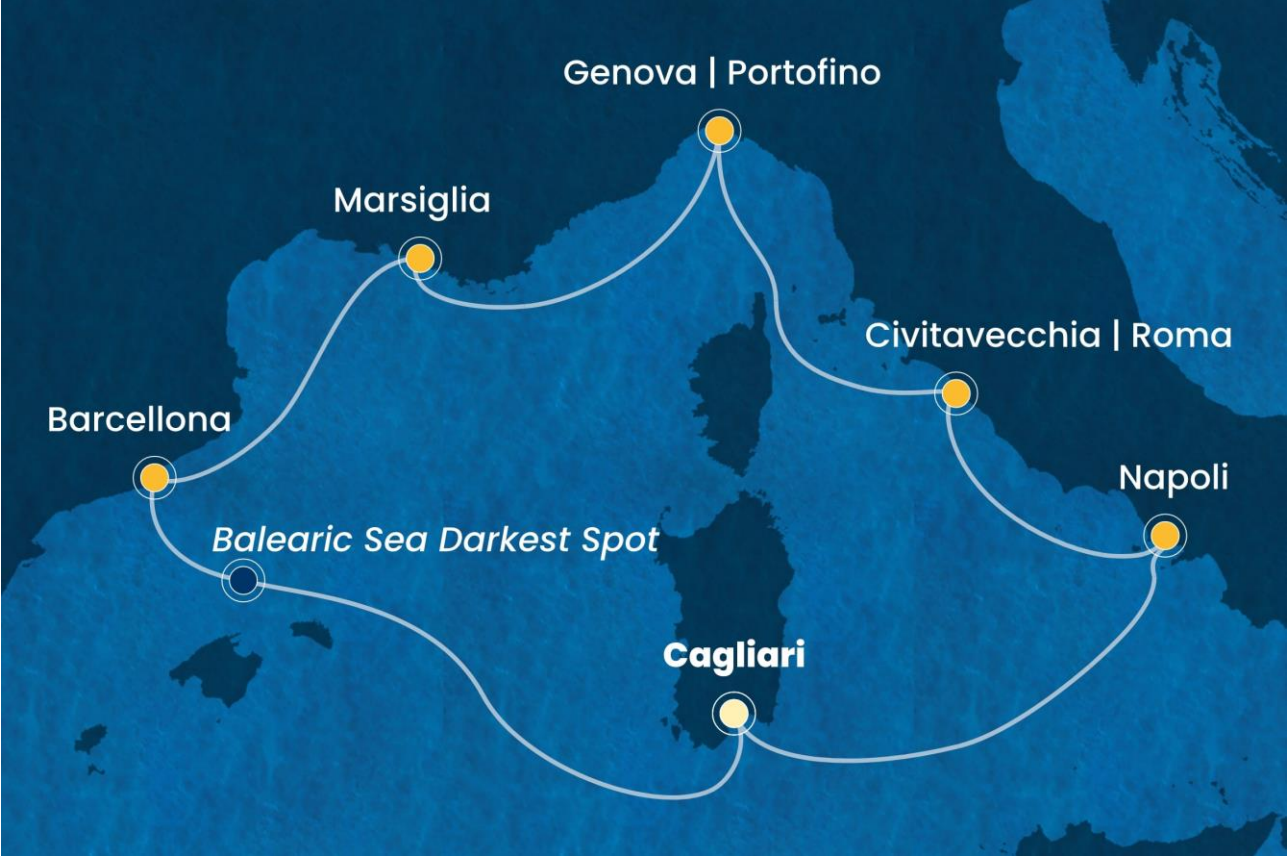 Genova | Portofino
Marsiglia
Civitavecchia | Roma
Barcellona
Napoli
Balearic Sea Darkest Spot
Cagliari